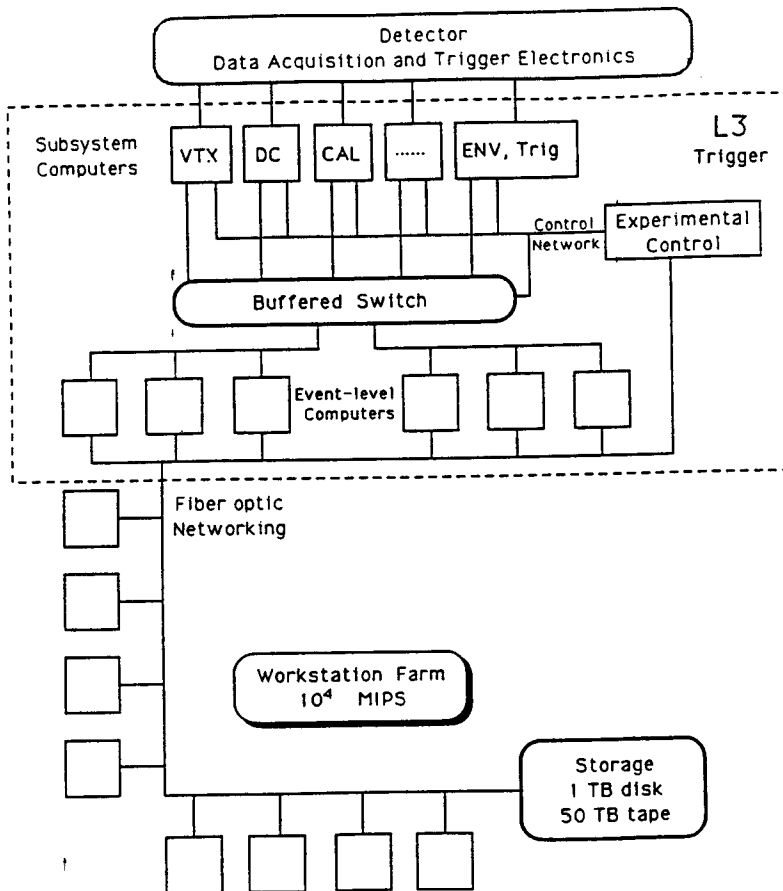 Detector
Data Acquisition and Trigger Electronics
Subsystem
Computers
VTX
DC
CAL
......
ENV, Trig
L3
Trigger
Control
Network
Experimental
Control
Buffered Switch
Event-level
Computers
Fiber optic
Networking
Workstation Farm
10⁴ MIPS
Storage
1 TB disk
50 TB tape